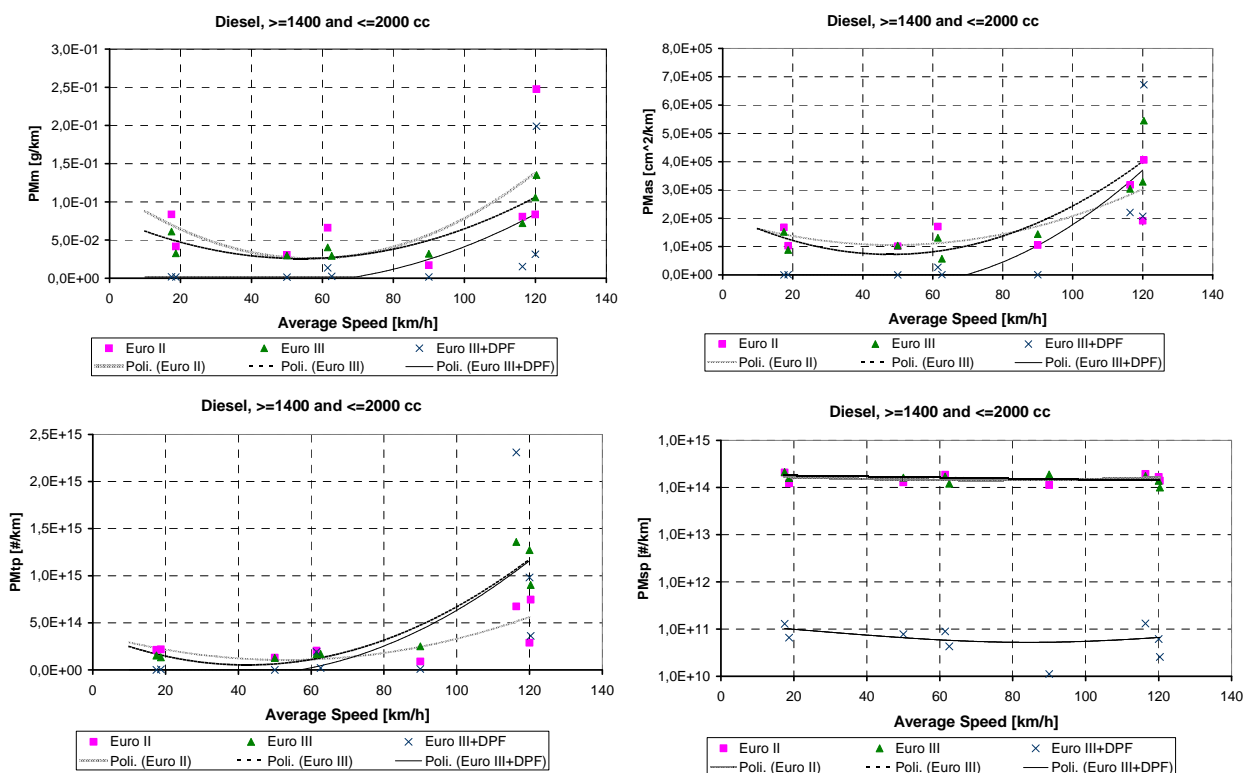 Diesel, >=1400 and <=2000 cc
3,0E-01
2,5E-01
2,0E-01
1,5E-01
1,0E-01
5,0E-02
0,0E+00
PMm [g/km]
0 20 40 60 80 100 120 140
Average Speed [km/h]
Euro II Euro III Euro III+DPF
Poli. (Euro II) Poli. (Euro III) Poli. (Euro III+DPF)
Diesel, >=1400 and <=2000 cc
8,0E+05
7,0E+05
6,0E+05
5,0E+05
4,0E+05
3,0E+05
2,0E+05
1,0E+05
0,0E+00
PMas [cm^2/km]
0 20 40 60 80 100 120 140
Average Speed [km/h]
Euro II Euro III Euro III+DPF
Poli. (Euro II) Poli. (Euro III) Poli. (Euro III+DPF)
Diesel, >=1400 and <=2000 cc
2,5E+15
2,0E+15
1,5E+15
1,0E+15
5,0E+14
0,0E+00
PMtp [#/km]
0 20 40 60 80 100 120 140
Average Speed [km/h]
Euro II Euro III Euro III+DPF
Poli. (Euro II) Poli. (Euro III) Poli. (Euro III+DPF)
Diesel, >=1400 and <=2000 cc
1,0E+15
1,0E+14
1,0E+13
1,0E+12
1,0E+11
1,0E+10
PMsp [#/km]
0 20 40 60 80 100 120 140
Average Speed [km/h]
Euro II Euro III Euro III+DPF
Poli. (Euro II) Poli. (Euro III) Poli. (Euro III+DPF)